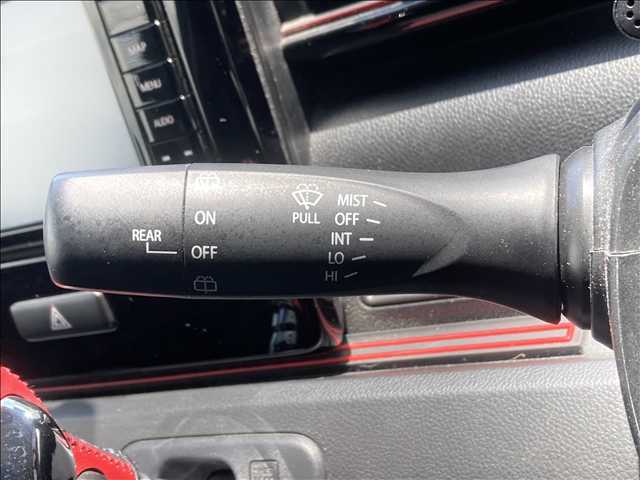 MAP
MENU
AUDIO
REAR
ON
OFF
PULL
MIST
OFF
INT
LO
HI